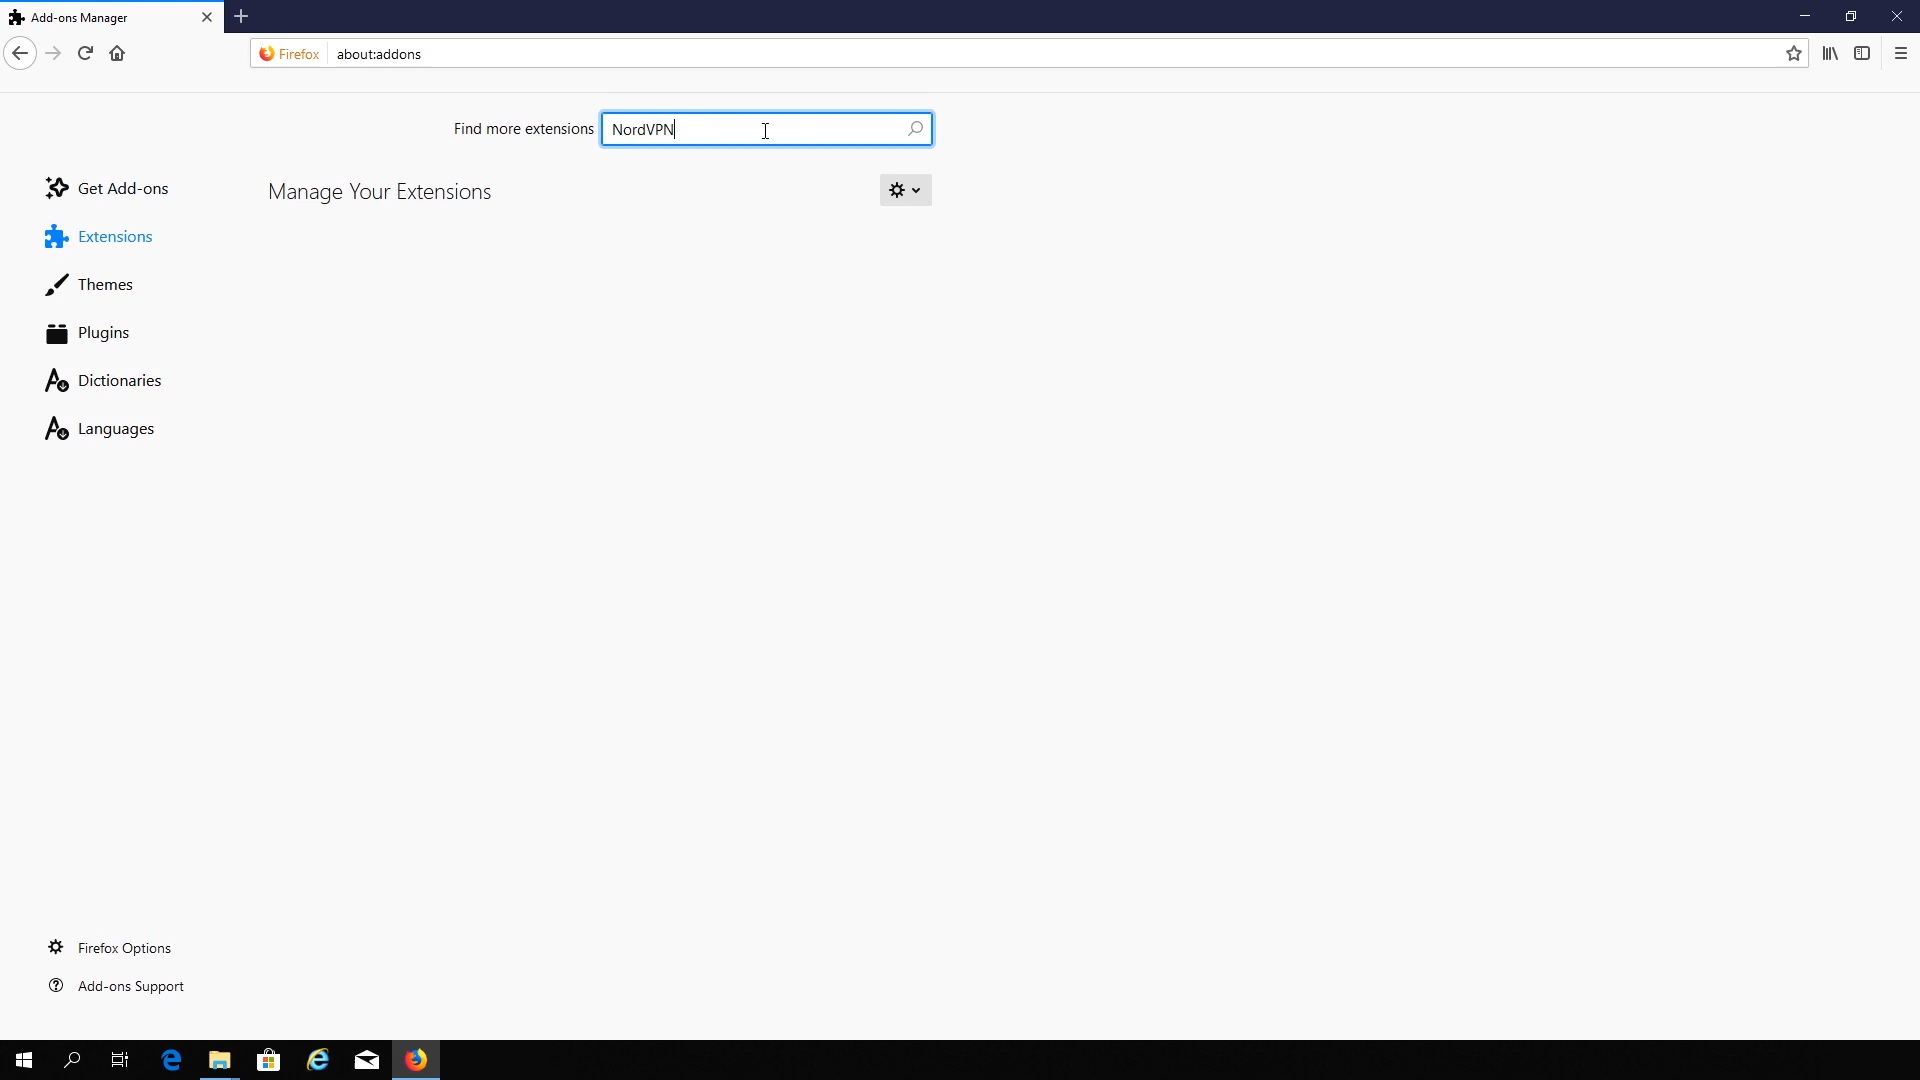 Add-ons Manager
Firefox about:addons
Find more extensions NordVPN
Get Add-ons
Manage Your Extensions
Extensions
Themes
Plugins
Dictionaries
Languages
Firefox Options
Add-ons Support